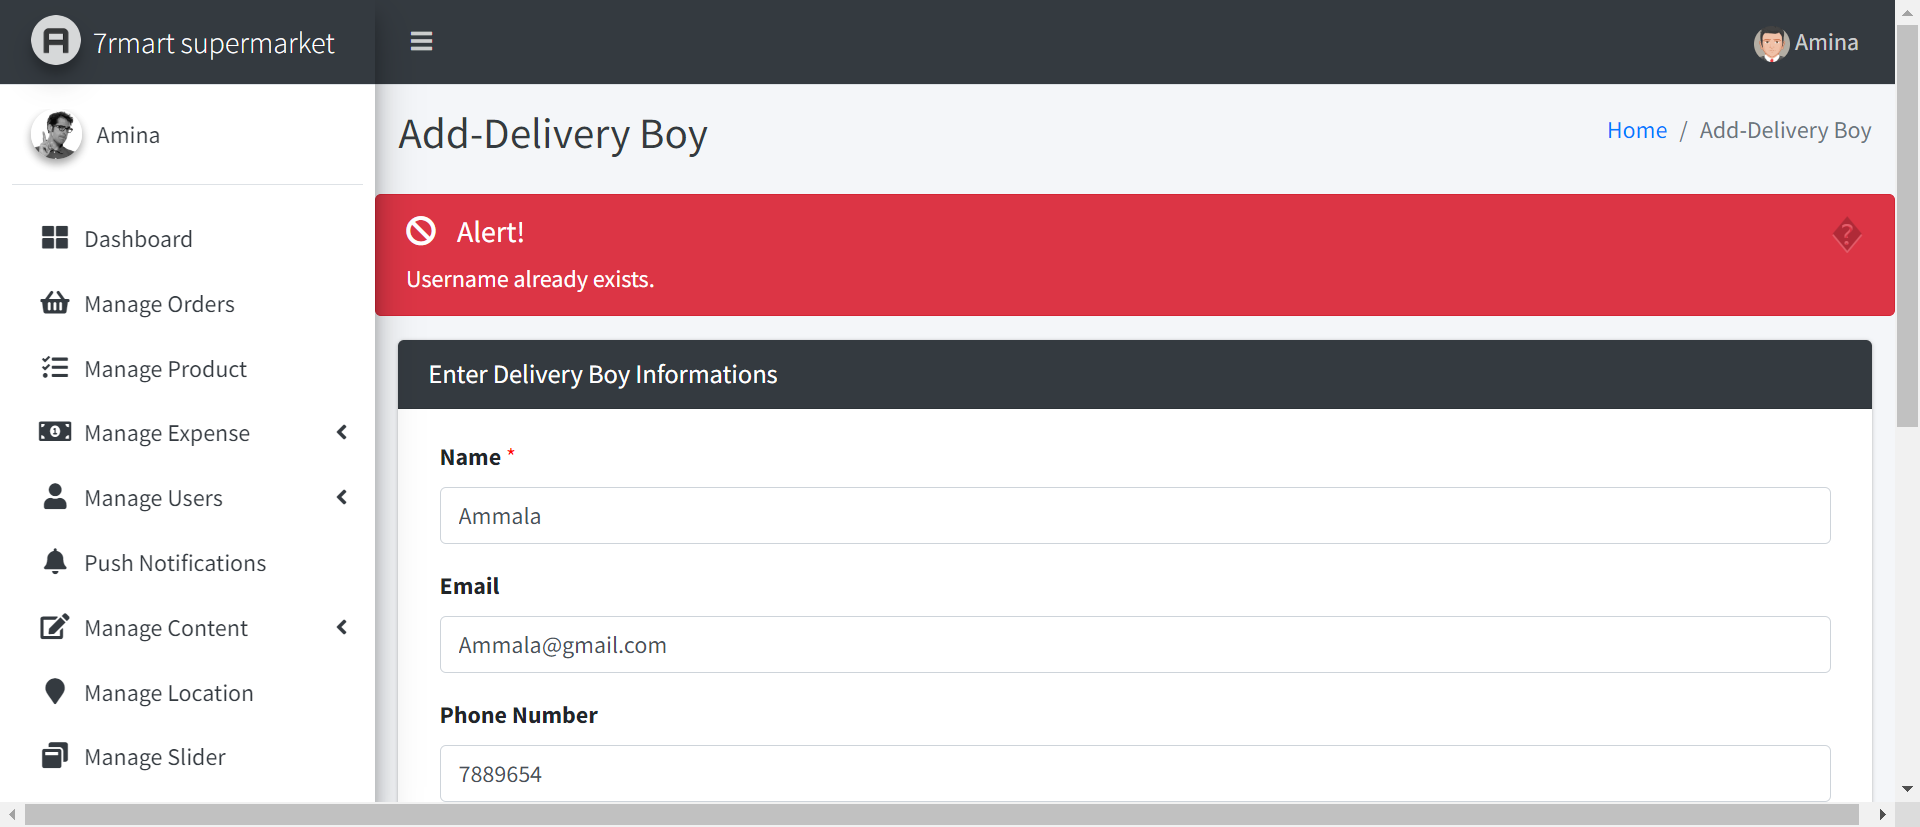 7rmart supermarket
Amina
Amina
Dashboard
Manage Orders
Manage Product
Manage Expense
Manage Users
Push Notifications
Manage Content
Manage Location
Manage Slider
Add-Delivery Boy
Home / Add-Delivery Boy
Alert!
Username already exists.
Enter Delivery Boy Informations
Name *
Ammala
Email
Ammala@gmail.com
Phone Number
7889654